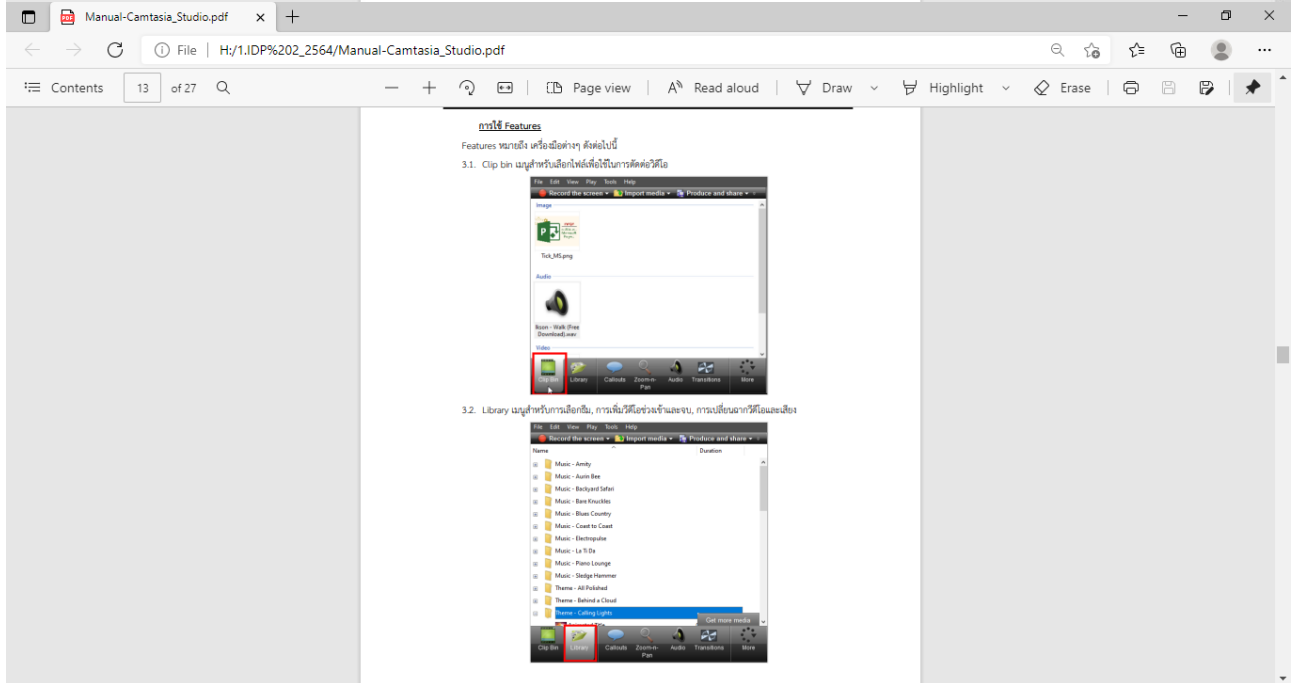 Manual-Camtasia_Studio.pdf
File H:/1.IDP%202_2564/Manual-Camtasia_Studio.pdf
Contents 13 of 27 Page view Read aloud Draw Highlight Erase
การใช้ Features
Features หมายถึง เครื่องมือต่างๆ ดังต่อไปนี้
3.1. Clip bin เมนูสำหรับเลือกไฟล์เพื่อใช้ในการตัดต่อวิดีโอ
File Edit View Play Tools Help
Record the screen Import media Produce and share
Image
Tick_MS.png
Audio
Download).wav
Video
Clip Bin Library Callouts Zoom-n-Pan Audio Transitions More
3.2. Library เมนูสำหรับการเลือกธีม, การเพิ่มวีดีโอช่วงเข้าและจบ, การเปลี่ยนฉากวีดีโอและเสียง
File Edit View Play Tools Help
Record the screen Import media Produce and share
Name Duration
Music - Amity
Music - Aurin Bee
Music - Backyard Safari
Music - Bare Knuckles
Music - Blues Country
Music - Coast to Coast
Music - Electropulse
Music - La Ti Da
Music - Piano Lounge
Music - Sledge Hammer
Theme - All Polished
Theme - Behind a Cloud
Theme - Calling Lights
Get more media
Clip Bin Library Callouts Zoom-n-Pan Audio Transitions More